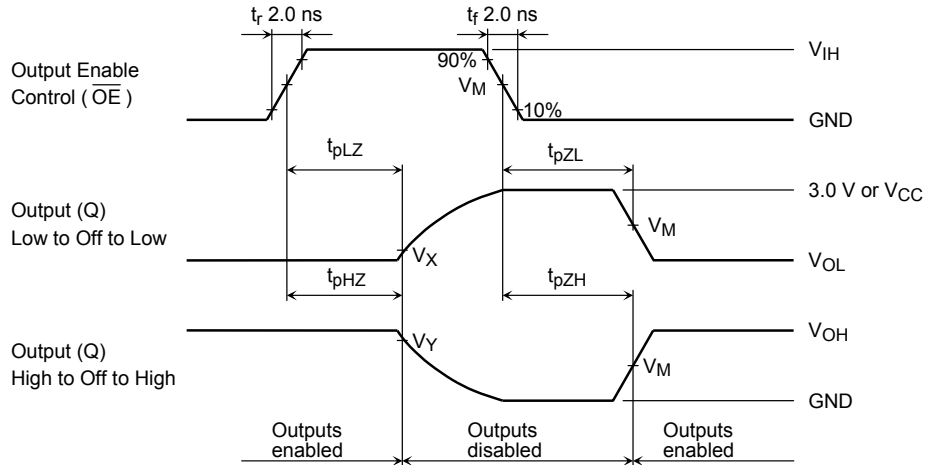 tr 2.0 ns
tf 2.0 ns
Output Enable
Control ( OE )
90%
VM
10%
VIH
GND
tpLZ
tpZL
Output (Q)
Low to Off to Low
VX
VM
3.0 V or VCC
VOL
tpHZ
tpZH
Output (Q)
High to Off to High
VY
VM
VOH
GND
Outputs
enabled
Outputs
disabled
Outputs
enabled